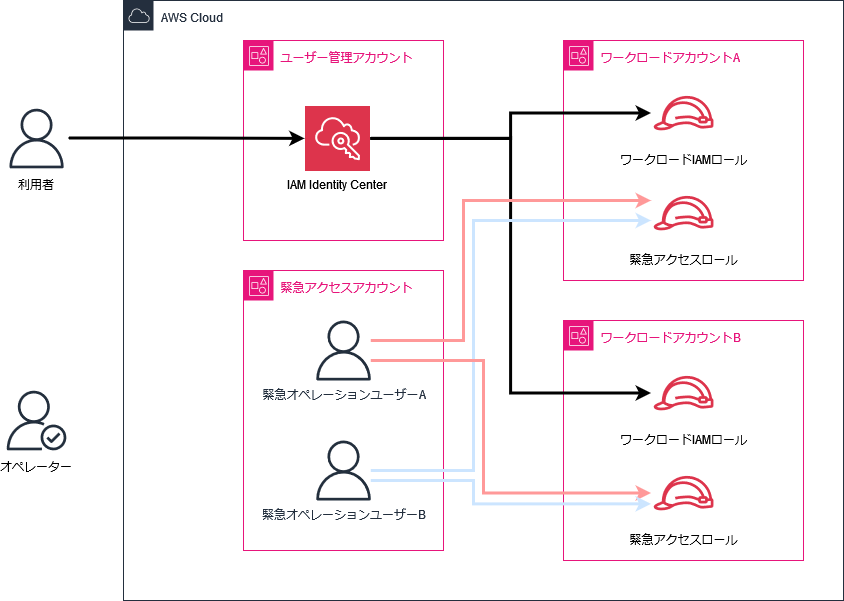 AWS Cloud
ユーザー管理アカウント
IAM Identity Center
利用者
ワークロードアカウントA
ワークロードIAMロール
緊急アクセスロール
緊急アクセスアカウント
緊急オペレーションユーザーA
緊急オペレーションユーザーB
オペレーター
ワークロードアカウントB
ワークロードIAMロール
緊急アクセスロール